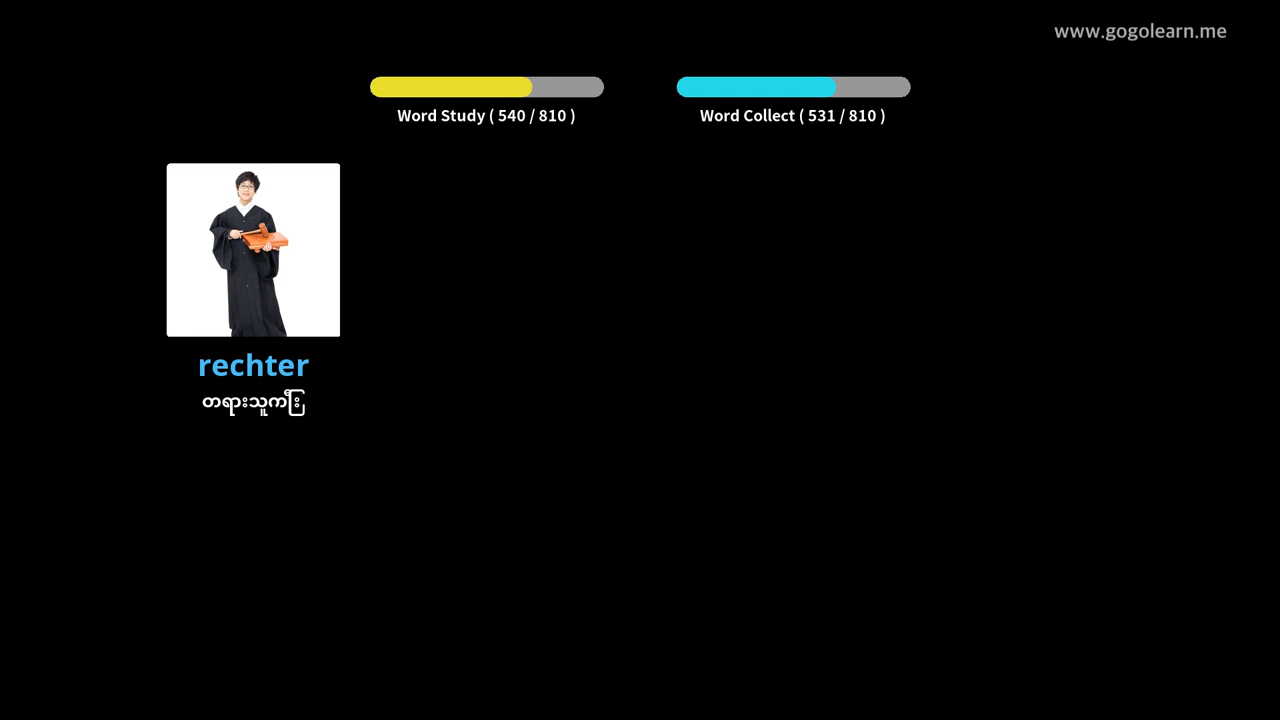 www.gogolearn.me
Word Study ( 540 / 810 )
Word Collect ( 531 / 810 )
rechter
တရားသူကြီး